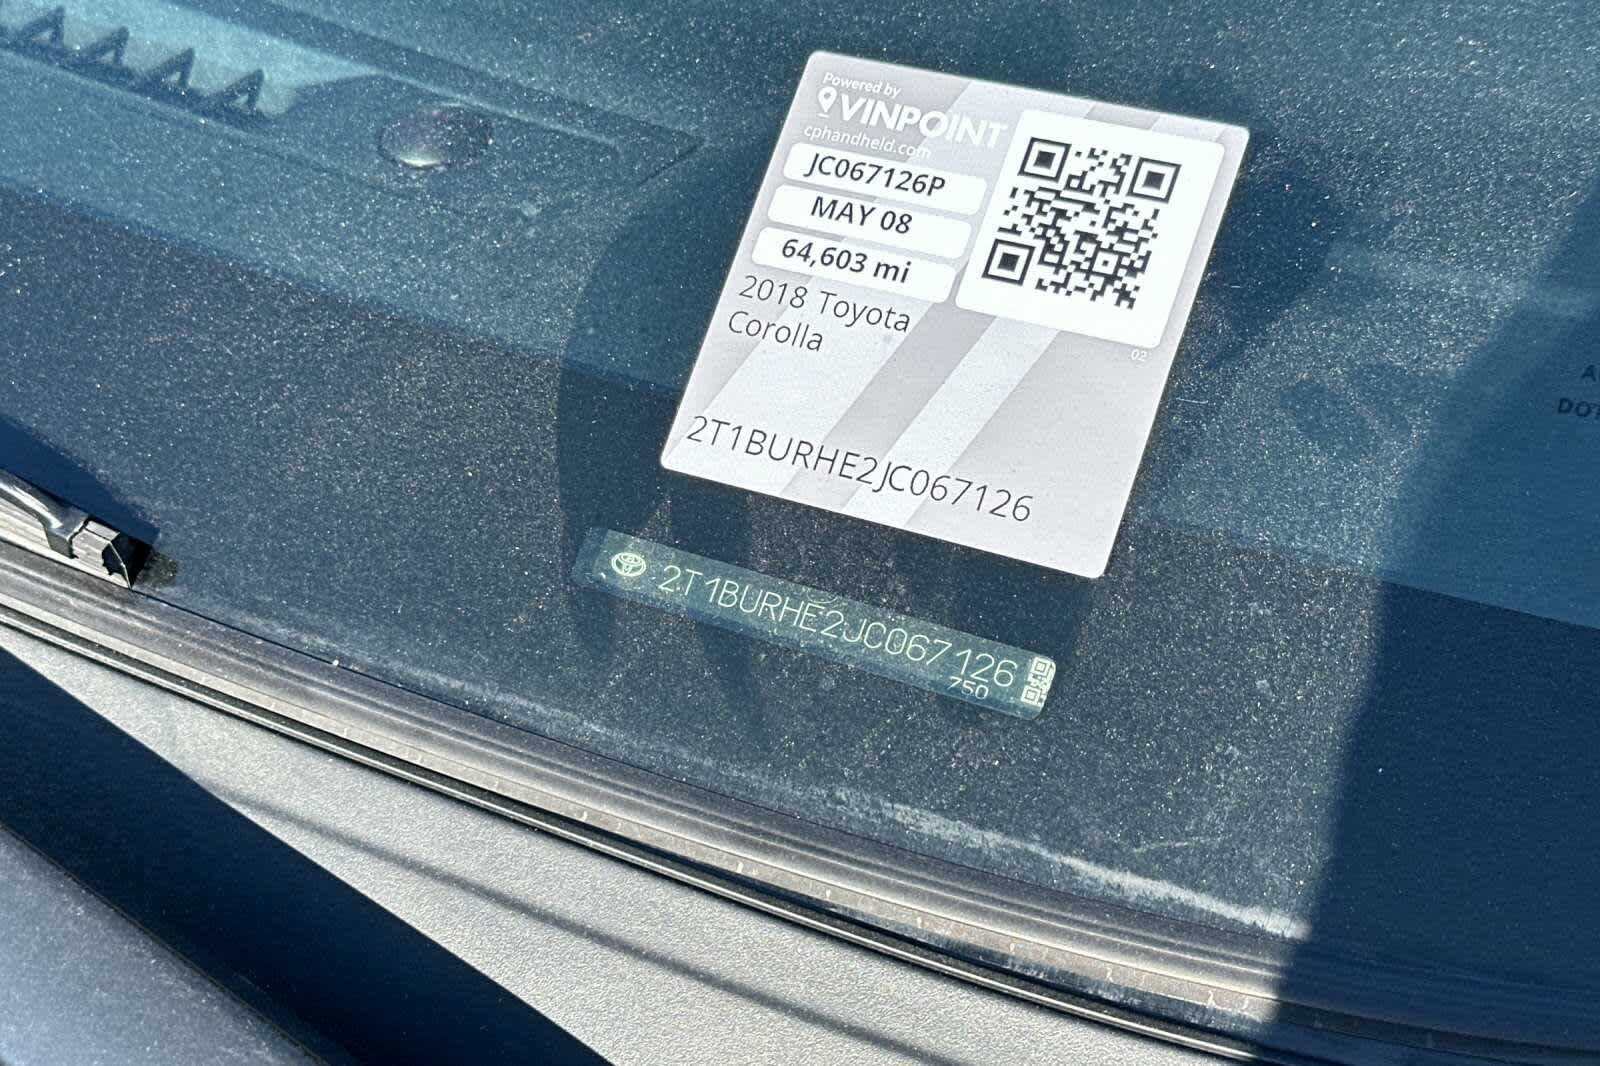 Powered by
VINPOINT
cphandheld.com
JC067126P
MAY 08
64,603 mi
2018 Toyota
Corolla
02
2T1BURHE2JC067126
2T1BURHE2JC067126
750